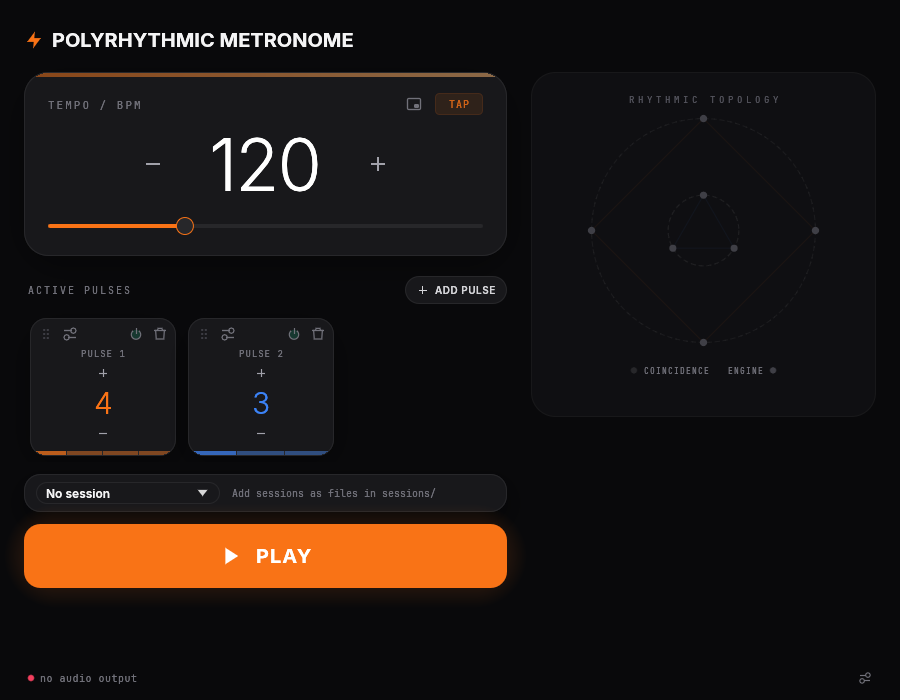 POLYRHYTHMIC METRONOME
TEMPO / BPM
TAP
− 120 +
RHYTHMIC TOPOLOGY
COINCIDENCE ENGINE
ACTIVE PULSES
+ ADD PULSE
PULSE 1
+
4
−
PULSE 2
+
3
−
No session
Add sessions as files in sessions/
PLAY
no audio output